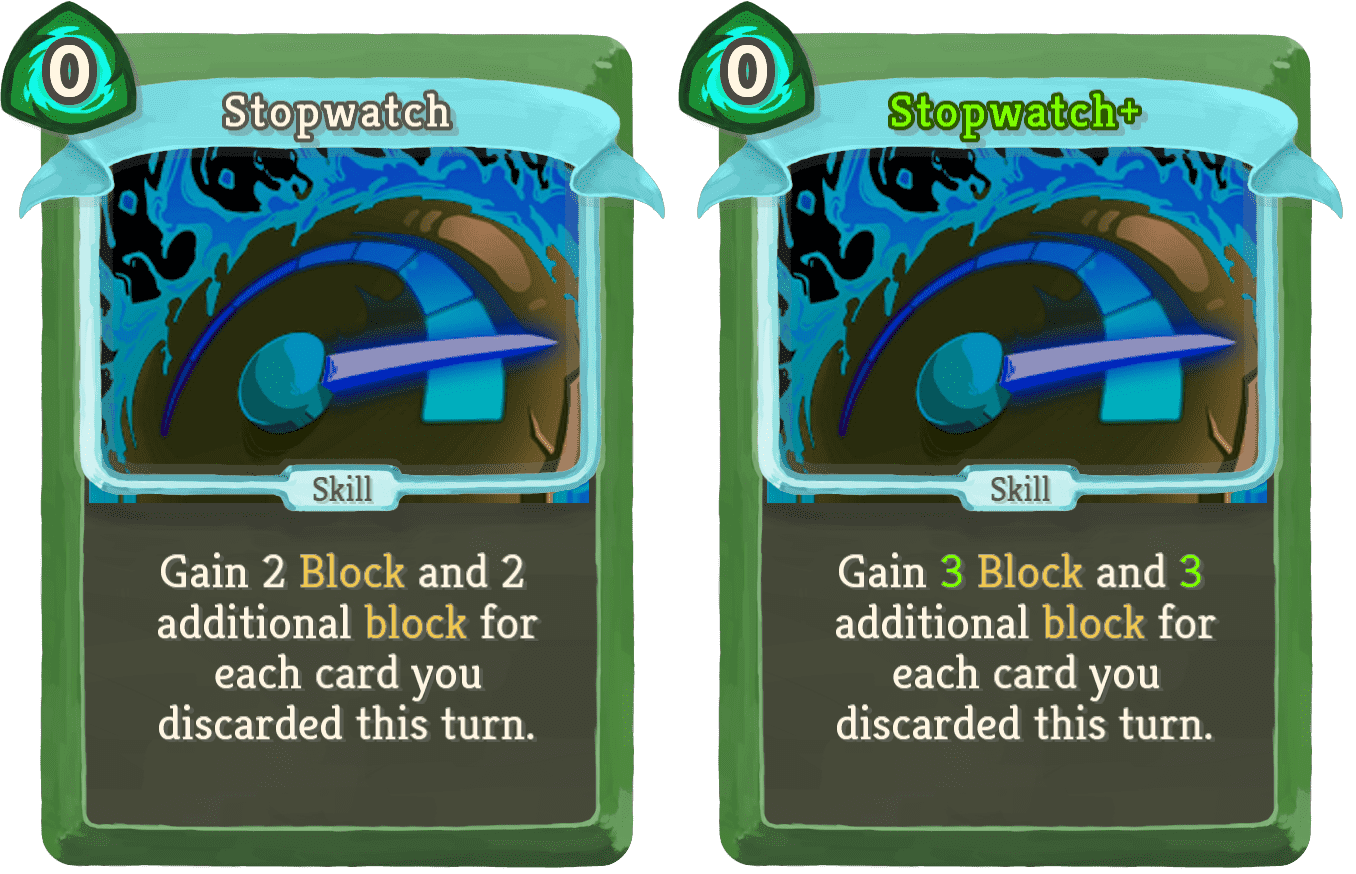 0
Stopwatch
Skill
Gain 2 Block and 2
additional block for
each card you
discarded this turn.
0
Stopwatch+
Skill
Gain 3 Block and 3
additional block for
each card you
discarded this turn.